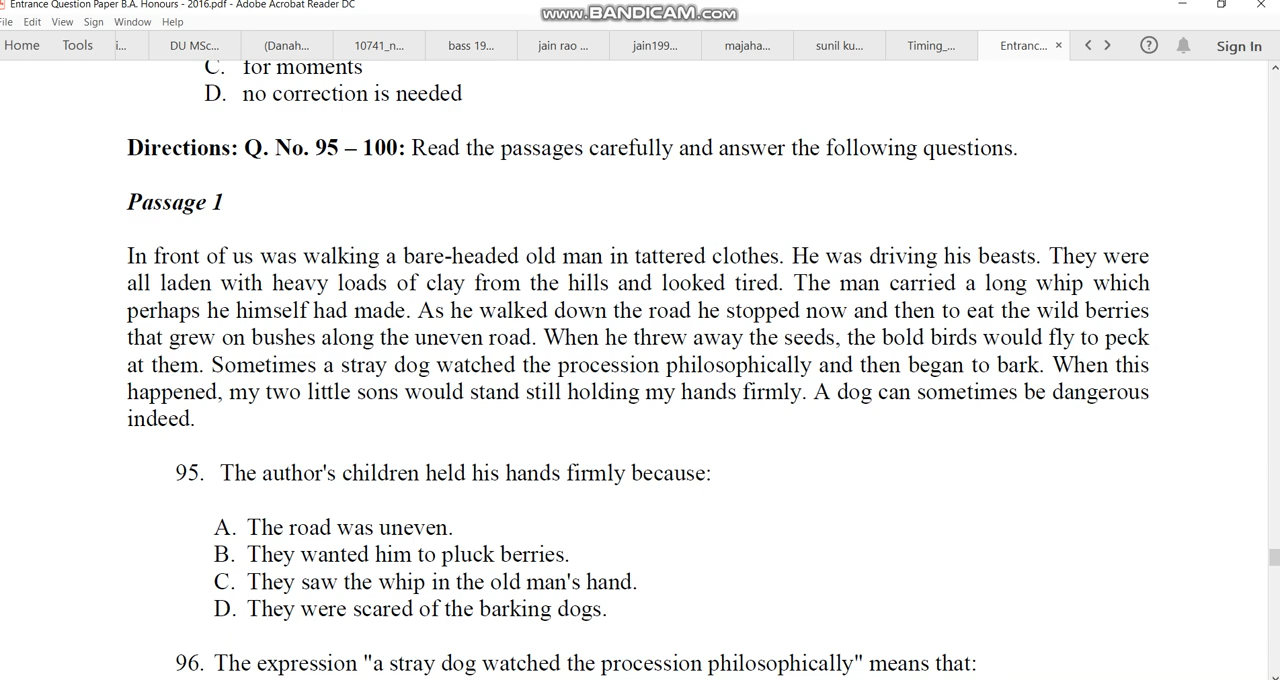 Entrance Question Paper B.A. Honours - 2016.pdf - Adobe Acrobat Reader DC
www.BANDICAM.com
File Edit View Sign Window Help
Home Tools i... DU MSc... (Danah... 10741_n... bass 19... jain rao ... jain199... majaha... sunil ku... Timing_... Entranc... × < > ? Sign In
C. for moments
D. no correction is needed
Directions: Q. No. 95 – 100: Read the passages carefully and answer the following questions.
Passage 1
In front of us was walking a bare-headed old man in tattered clothes. He was driving his beasts. They were
all laden with heavy loads of clay from the hills and looked tired. The man carried a long whip which
perhaps he himself had made. As he walked down the road he stopped now and then to eat the wild berries
that grew on bushes along the uneven road. When he threw away the seeds, the bold birds would fly to peck
at them. Sometimes a stray dog watched the procession philosophically and then began to bark. When this
happened, my two little sons would stand still holding my hands firmly. A dog can sometimes be dangerous
indeed.
95. The author's children held his hands firmly because:
A. The road was uneven.
B. They wanted him to pluck berries.
C. They saw the whip in the old man's hand.
D. They were scared of the barking dogs.
96. The expression "a stray dog watched the procession philosophically" means that: